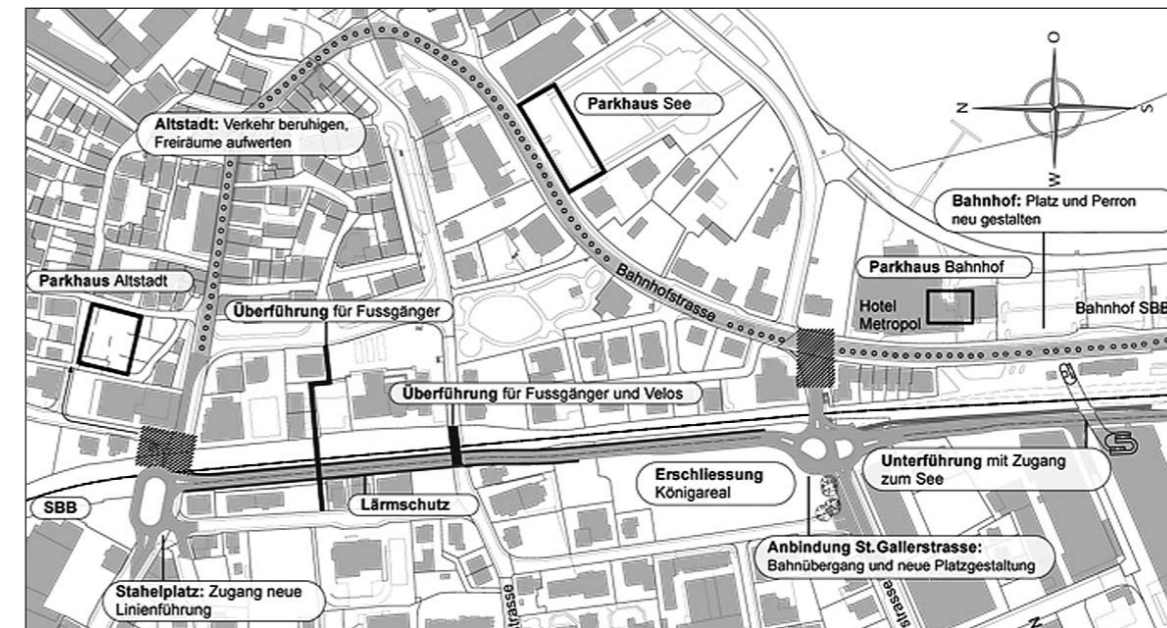 O
N
S
W
Parkhaus See
Altstadt: Verkehr beruhigen,
Freiräume aufwerten
Bahnhof: Platz und Perron
neu gestalten
Parkhaus Altstadt
Überführung für Fussgänger
Bahnhofstrasse
Parkhaus Bahnhof
Hotel
Metropol
Bahnhof SBB
Überführung für Fussgänger und Velos
Erschliessung
Königareal
Unterführung mit Zugang
zum See
SBB
Lärmschutz
Anbindung St.Gallerstrasse:
Bahnübergang und neue Platzgestaltung
Stahelplatz: Zugang neue
Linienführung
strasse
strasse
N